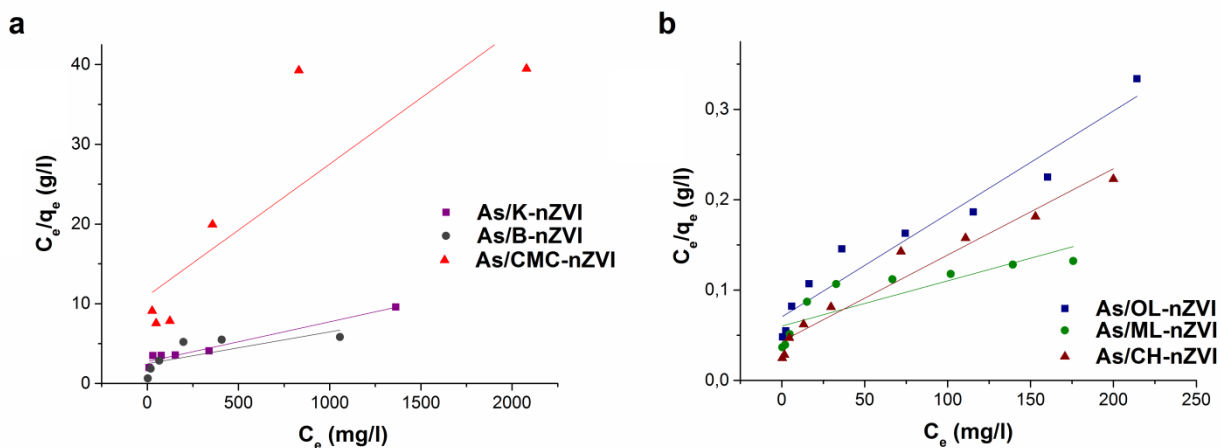 a
40
30
20
10
0
C_e/q_e (g/l)
0 500 1000 1500 2000
C_e (mg/l)
As/K-nZVI
As/B-nZVI
As/CMC-nZVI
b
0,3
0,2
0,1
0,0
C_e/q_e (g/l)
0 50 100 150 200 250
C_e (mg/l)
As/OL-nZVI
As/ML-nZVI
As/CH-nZVI